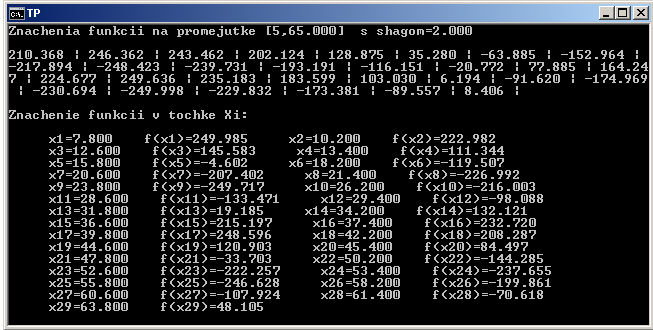 TP
Znachenia funkcii na promejutke [5,65.000]  s shagom=2.000
210.368 ¦ 246.362 ¦ 243.462 ¦ 202.124 ¦ 128.875 ¦ 35.280 ¦ -63.885 ¦ -152.964 ¦
-217.894 ¦ -248.423 ¦ -239.731 ¦ -193.191 ¦ -116.151 ¦ -20.772 ¦ 77.885 ¦ 164.24
7 ¦ 224.677 ¦ 249.636 ¦ 235.183 ¦ 183.599 ¦ 103.030 ¦ 6.194 ¦ -91.620 ¦ -174.969
¦ -230.694 ¦ -249.998 ¦ -229.832 ¦ -173.381 ¦ -89.557 ¦ 8.406 ¦
Znachenie funkcii v tochke Xi:
x1=7.800 f(x1)=249.985 x2=10.200 f(x2)=222.982
x3=12.600 f(x3)=145.583 x4=13.400 f(x4)=111.344
x5=15.800 f(x5)=-4.602 x6=18.200 f(x6)=-119.507
x7=20.600 f(x7)=-207.402 x8=21.400 f(x8)=-226.992
x9=23.800 f(x9)=-249.717 x10=26.200 f(x10)=-216.003
x11=28.600 f(x11)=-133.471 x12=29.400 f(x12)=-98.088
x13=31.800 f(x13)=19.185 x14=34.200 f(x14)=132.121
x15=36.600 f(x15)=215.197 x16=37.400 f(x16)=232.720
x17=39.800 f(x17)=248.596 x18=42.200 f(x18)=208.287
x19=44.600 f(x19)=120.903 x20=45.400 f(x20)=84.497
x21=47.800 f(x21)=-33.703 x22=50.200 f(x22)=-144.285
x23=52.600 f(x23)=-222.257 x24=53.400 f(x24)=-237.655
x25=55.800 f(x25)=-246.628 x26=58.200 f(x26)=-199.861
x27=60.600 f(x27)=-107.924 x28=61.400 f(x28)=-70.618
x29=63.800 f(x29)=48.105